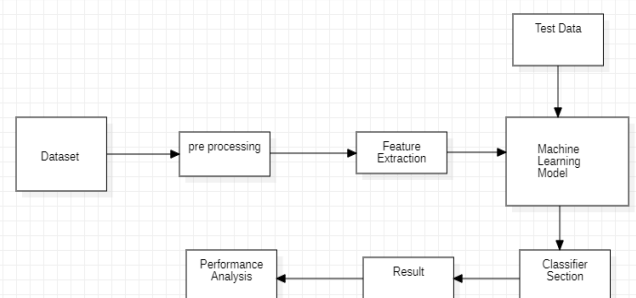 Test Data
Dataset
pre processing
Feature
Extraction
Machine
Learning
Model
Performance
Analysis
Result
Classifier
Section